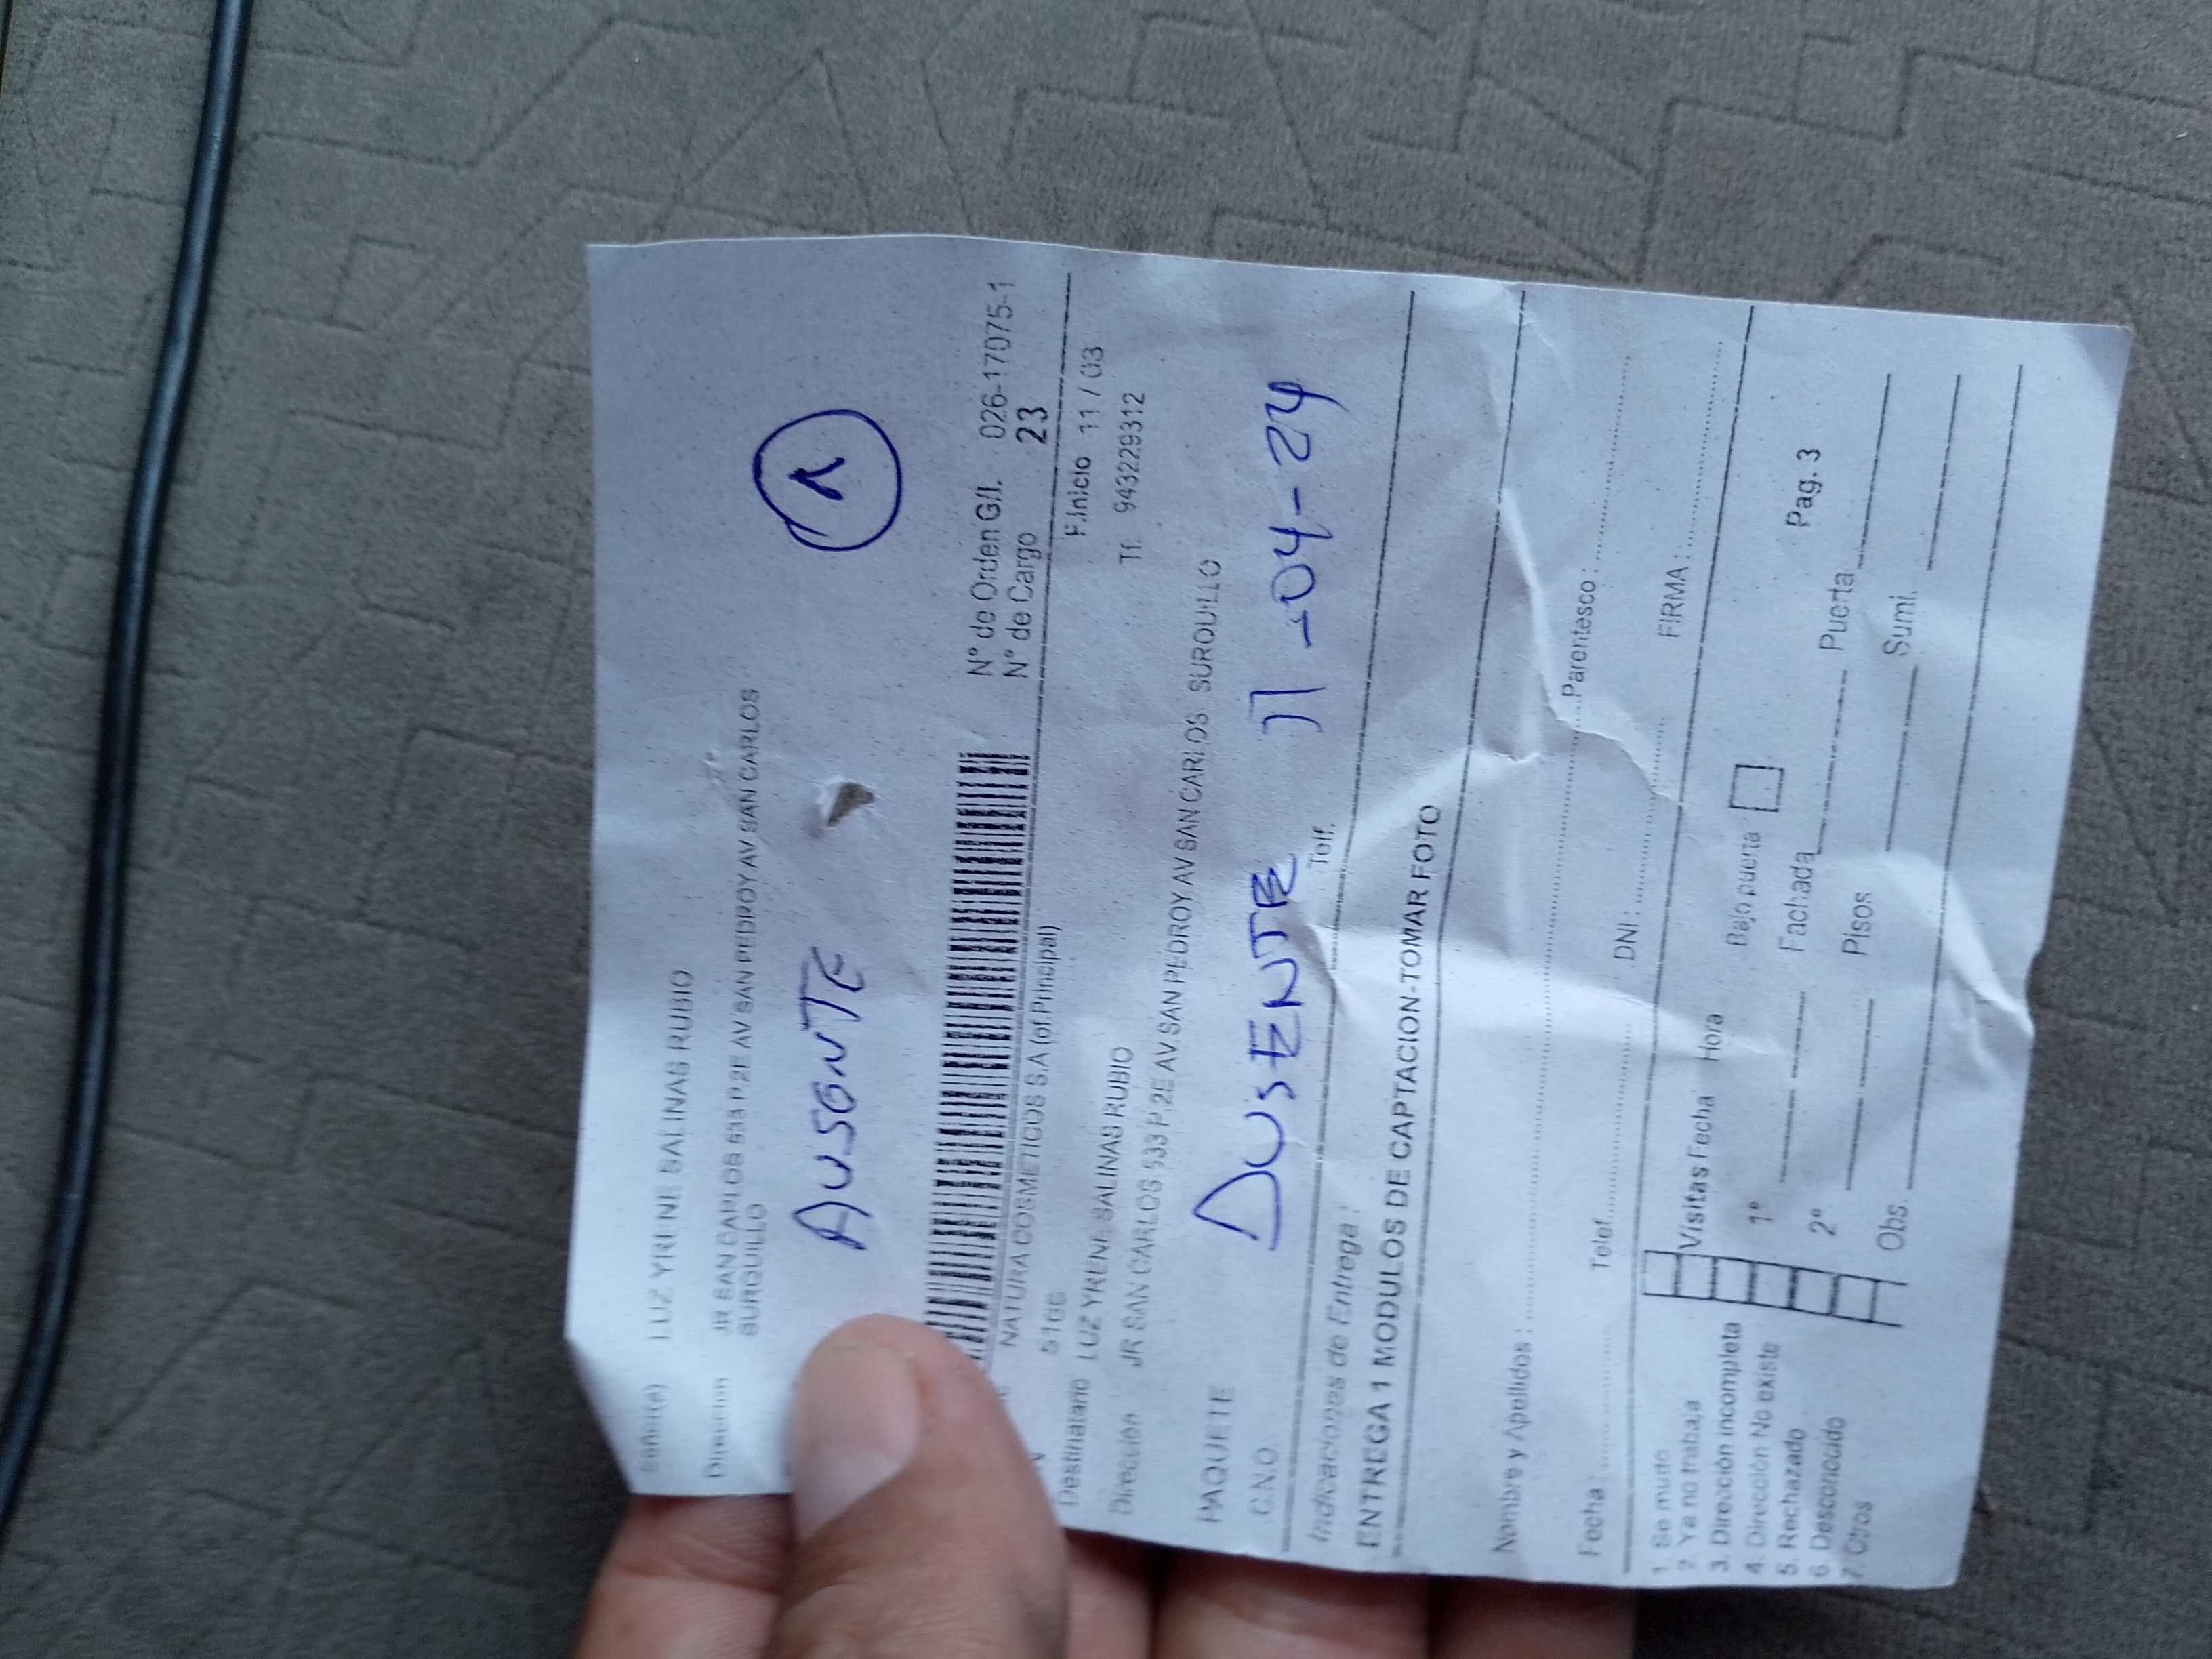 Señor(a) LUZ YRENE SALINAS RUBIO
Dirección JR SAN CARLOS 533 P.2E AV SAN PEDROY AV SAN CARLOS
SURQUILLO
AUSENTE
1
N° de Orden G/I. 026-17075-1
N° de Cargo 23
NATURA COSMETICOS S.A (of.Principal)
F.Inicio 11 / 03
5166
Destinatario LUZ YRENE SALINAS RUBIO
Tf. 943229312
Dirección JR SAN CARLOS 533 P.2E AV SAN PEDROY AV SAN CARLOS SURQUILLO
PAQUETE
AUSENTE 11-04-24
G.N.O.
Telf.
Indicaciones de Entrega :
ENTREGA 1 MODULOS DE CAPTACION-TOMAR FOTO
Nombre y Apellidos :
Parentesco :
Fecha : Telef. DNI : FIRMA :
1. Se mudo
2. Ya no trabaja
3. Dirección incompleta
4. Dirección No existe
5. Rechazado
6 Desconocido
7. Otros
Visitas Fecha Hora Bajo puerta
Pag. 3
1° Fachada Puerta
2° Pisos Sumi.
Obs.